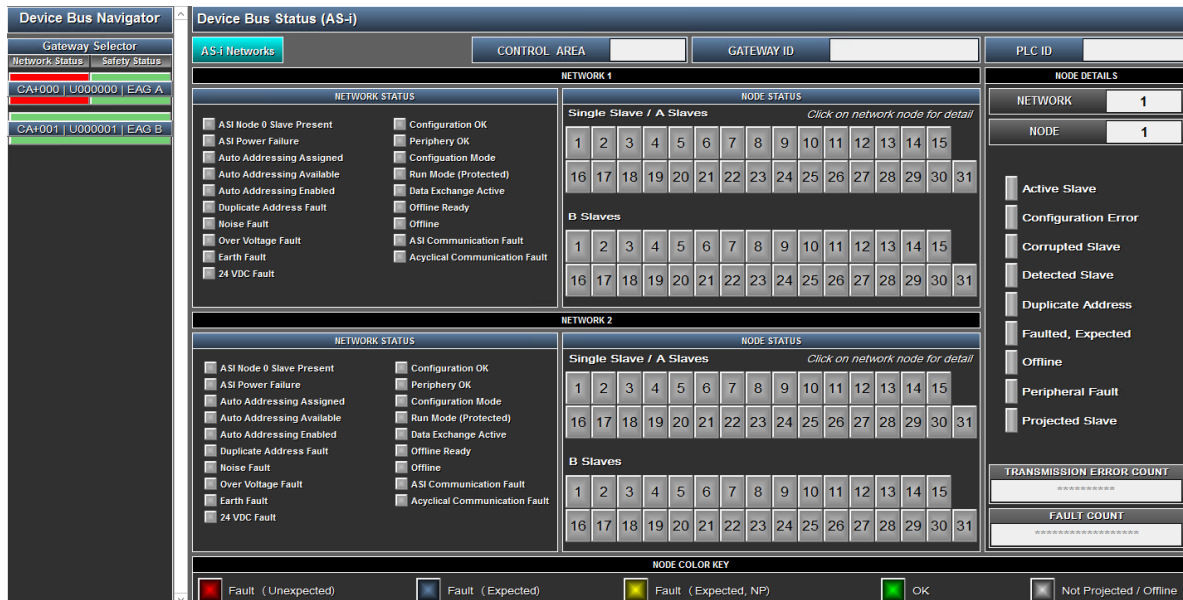 Device Bus Navigator
Gateway Selector
Network Status Safety Status
CA+000 | U000000 | EAG A
CA+001 | U000001 | EAG B
Device Bus Status (AS-i)
AS-i Networks CONTROL AREA GATEWAY ID PLC ID
NETWORK 1
NETWORK STATUS
ASI Node 0 Slave Present
ASI Power Failure
Auto Addressing Assigned
Auto Addressing Available
Auto Addressing Enabled
Duplicate Address Fault
Noise Fault
Over Voltage Fault
Earth Fault
24 VDC Fault
Configuration OK
Periphery OK
Configuation Mode
Run Mode (Protected)
Data Exchange Active
Offline Ready
Offline
ASI Communication Fault
Acyclical Communication Fault
NODE STATUS
Single Slave / A Slaves Click on network node for detail
1 2 3 4 5 6 7 8 9 10 11 12 13 14 15
16 17 18 19 20 21 22 23 24 25 26 27 28 29 30 31
B Slaves
1 2 3 4 5 6 7 8 9 10 11 12 13 14 15
16 17 18 19 20 21 22 23 24 25 26 27 28 29 30 31
NETWORK 2
NETWORK STATUS
ASI Node 0 Slave Present
ASI Power Failure
Auto Addressing Assigned
Auto Addressing Available
Auto Addressing Enabled
Duplicate Address Fault
Noise Fault
Over Voltage Fault
Earth Fault
24 VDC Fault
Configuration OK
Periphery OK
Configuration Mode
Run Mode (Protected)
Data Exchange Active
Offline Ready
Offline
ASI Communication Fault
Acyclical Communication Fault
NODE STATUS
Single Slave / A Slaves Click on network node for detail
1 2 3 4 5 6 7 8 9 10 11 12 13 14 15
16 17 18 19 20 21 22 23 24 25 26 27 28 29 30 31
B Slaves
1 2 3 4 5 6 7 8 9 10 11 12 13 14 15
16 17 18 19 20 21 22 23 24 25 26 27 28 29 30 31
NODE DETAILS
NETWORK 1
NODE 1
Active Slave
Configuration Error
Corrupted Slave
Detected Slave
Duplicate Address
Faulted, Expected
Offline
Peripheral Fault
Projected Slave
TRANSMISSION ERROR COUNT
**********
FAULT COUNT
******************
NODE COLOR KEY
Fault (Unexpected) Fault (Expected) Fault (Expected, NP) OK Not Projected / Offline